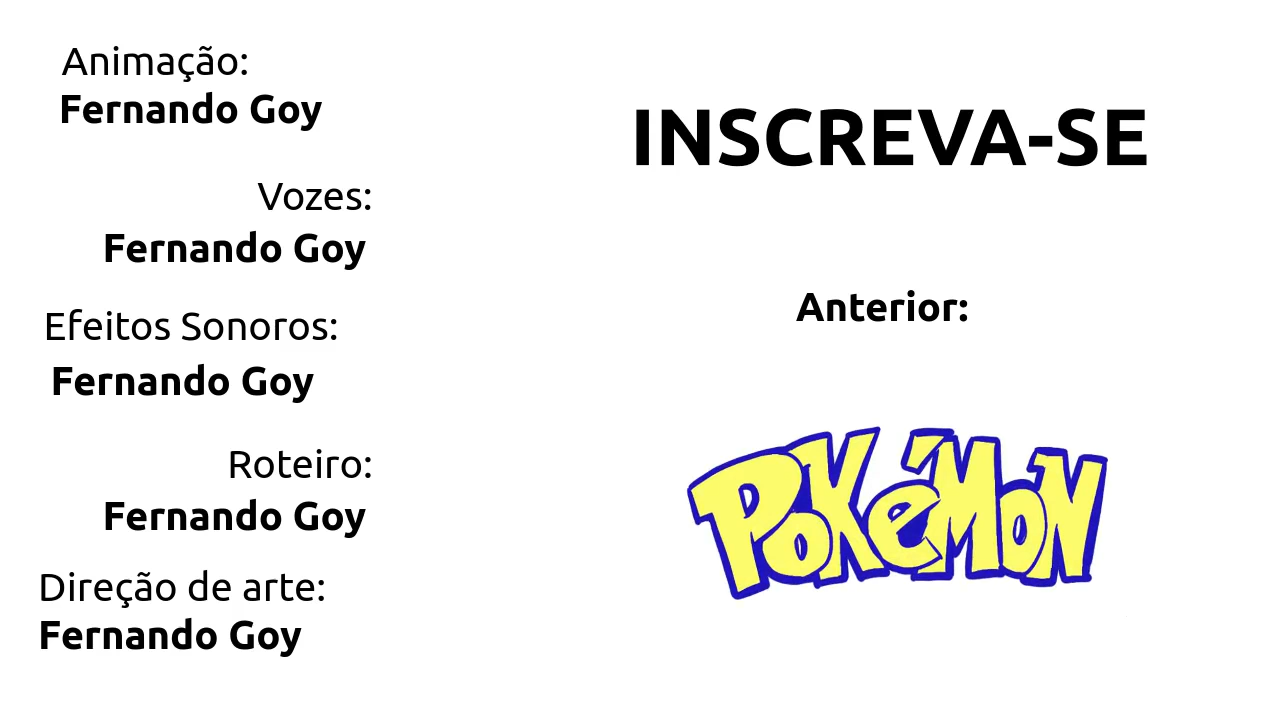 Animação:
Fernando Goy
Vozes:
Fernando Goy
Efeitos Sonoros:
Fernando Goy
Roteiro:
Fernando Goy
Direção de arte:
Fernando Goy
INSCREVA-SE
Anterior:
POKéMON